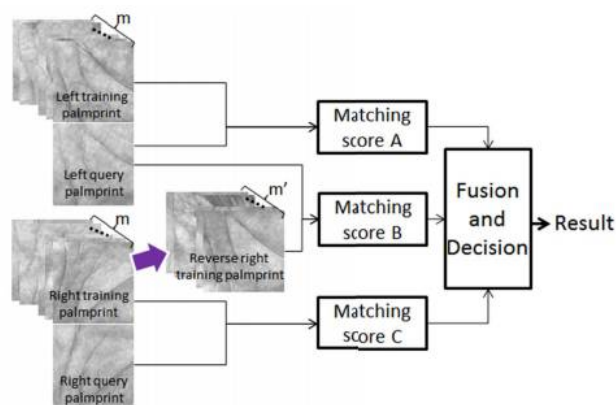 m
Left training
palmprint
Left query
palmprint
m
Right training
palmprint
Right query
palmprint
m’
Reverse right
training palmprint
Matching
score A
Matching
score B
Matching
score C
Fusion
and
Decision
Result